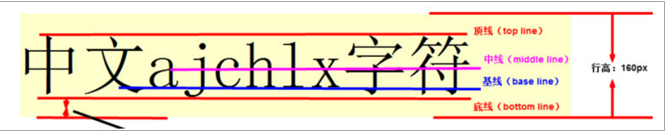 顶线（top line）
中文ajchlx字符
中线（middle line）
行高：160px
基线（base line）
底线（bottom line）